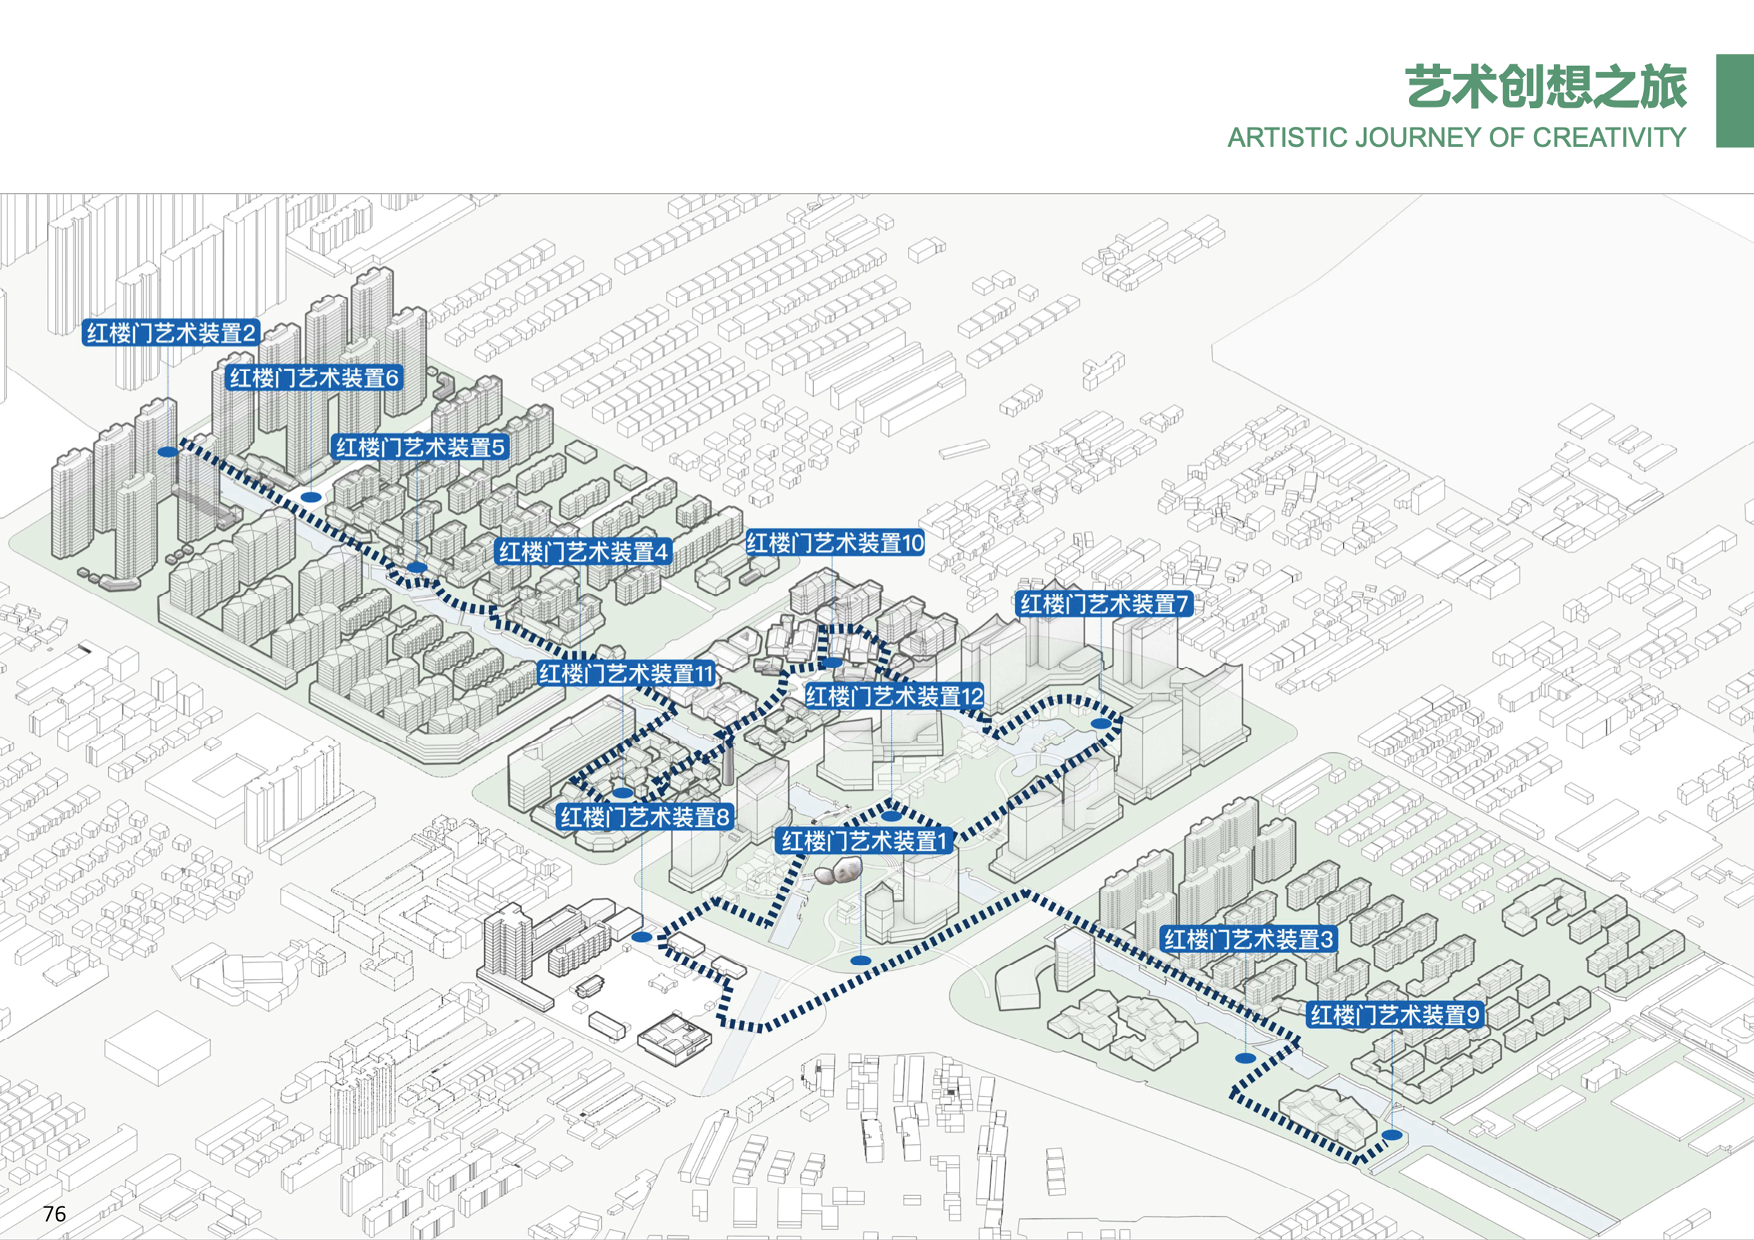 艺术创想之旅
ARTISTIC JOURNEY OF CREATIVITY
红楼门艺术装置2
红楼门艺术装置6
红楼门艺术装置5
红楼门艺术装置4
红楼门艺术装置10
红楼门艺术装置7
红楼门艺术装置11
红楼门艺术装置12
红楼门艺术装置8
红楼门艺术装置1
红楼门艺术装置3
红楼门艺术装置9
76